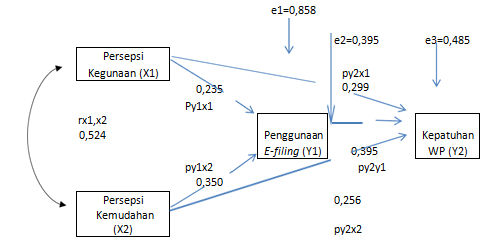 e1=0,858
e2=0,395
e3=0,485
Persepsi
Kegunaan (X1)
py2x1
0,299
0,235
Py1x1
rx1,x2
0,524
Penggunaan
E-filing (Y1)
Kepatuhan
WP (Y2)
0,395
py2y1
py1x2
0,350
Persepsi
Kemudahan
(X2)
0,256
py2x2